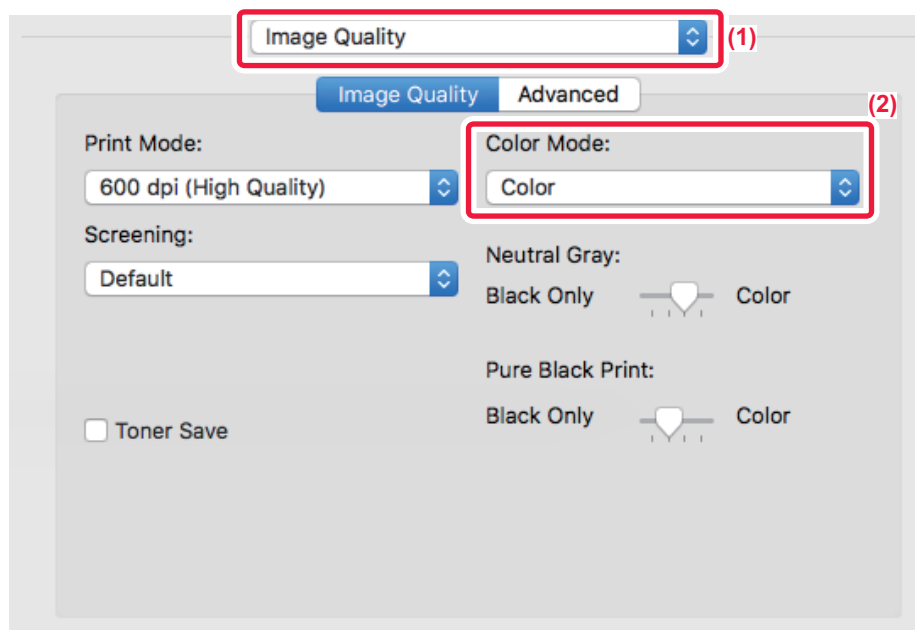 Image Quality
(1)
Image Quality Advanced
(2)
Print Mode:
600 dpi (High Quality)
Screening:
Default
Toner Save
Color Mode:
Color
Neutral Gray:
Black Only Color
Pure Black Print:
Black Only Color